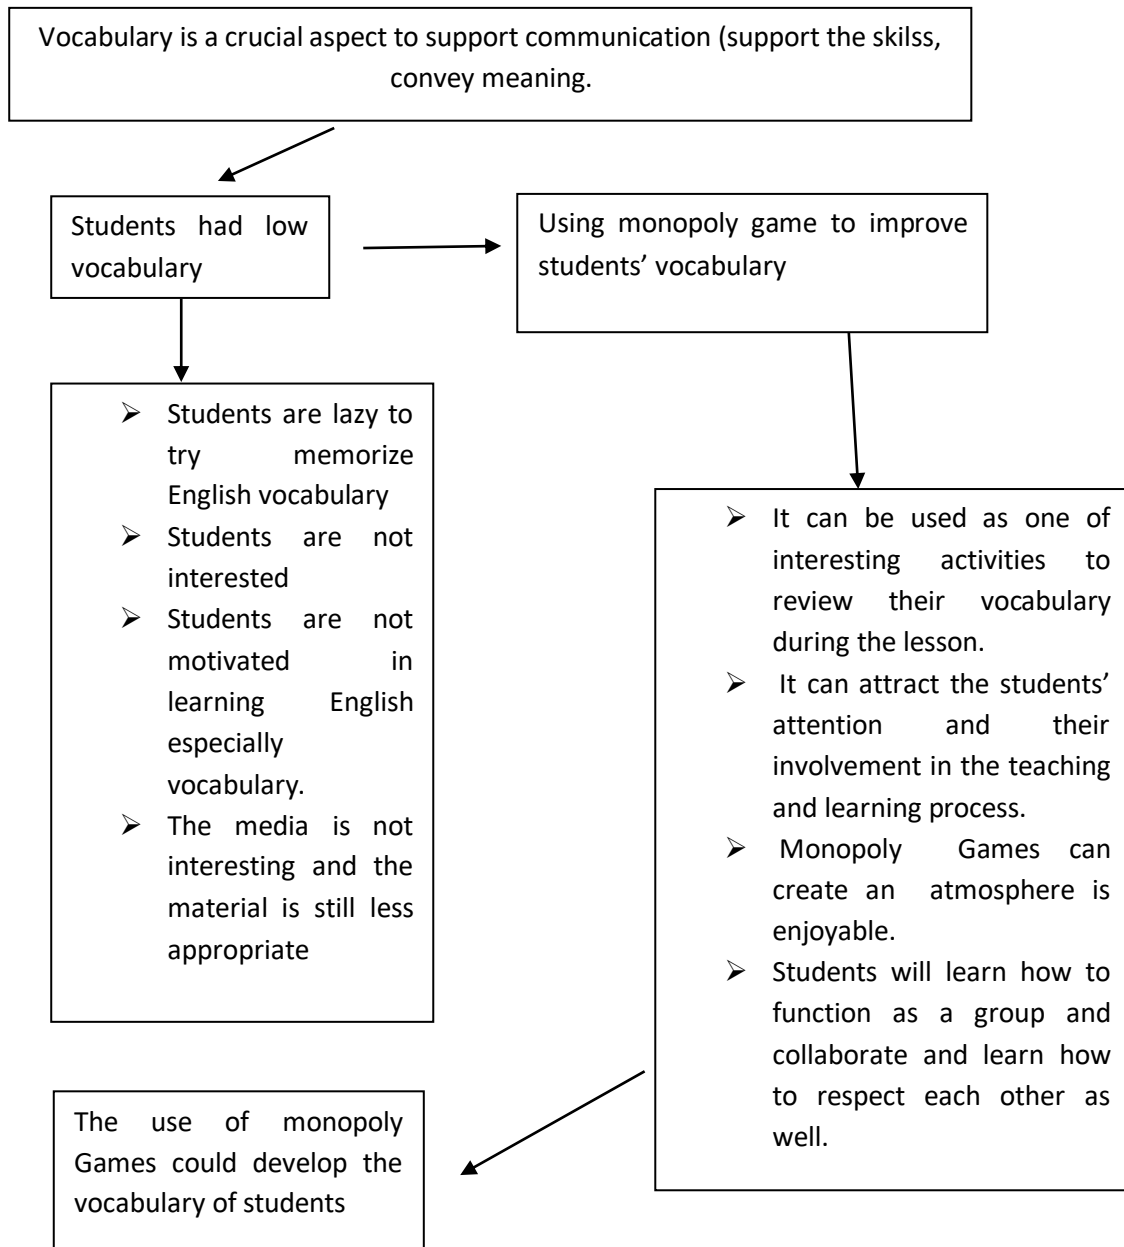 Vocabulary is a crucial aspect to support communication (support the skilss,
convey meaning.
Students had low
vocabulary
Using monopoly game to improve
students’ vocabulary
➢ Students are lazy to
try memorize
English vocabulary
➢ Students are not
interested
➢ Students are not
motivated in
learning English
especially
vocabulary.
➢ The media is not
interesting and the
material is still less
appropriate
➢ It can be used as one of
interesting activities to
review their vocabulary
during the lesson.
➢ It can attract the students’
attention and their
involvement in the teaching
and learning process.
➢ Monopoly Games can
create an atmosphere is
enjoyable.
➢ Students will learn how to
function as a group and
collaborate and learn how
to respect each other as
well.
The use of monopoly
Games could develop the
vocabulary of students